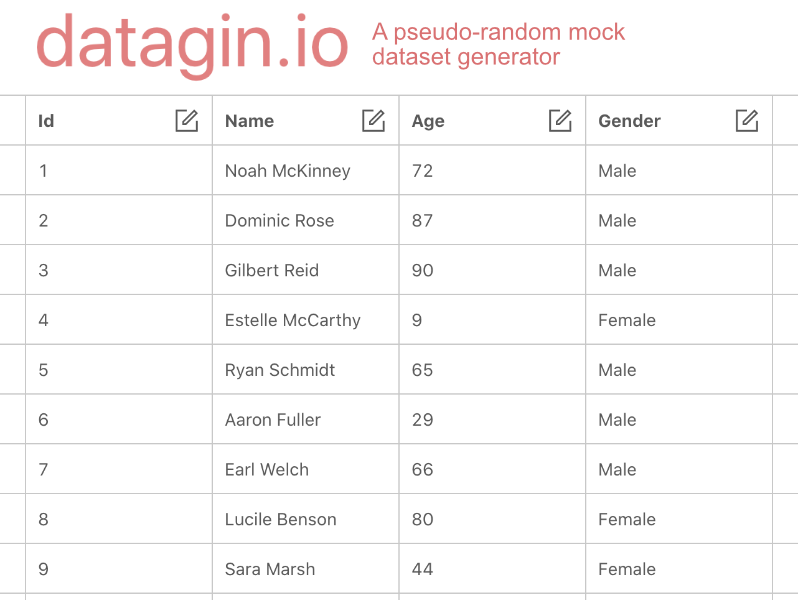 datagin.io
A pseudo-random mock
dataset generator
Id Name Age Gender
1 Noah McKinney 72 Male
2 Dominic Rose 87 Male
3 Gilbert Reid 90 Male
4 Estelle McCarthy 9 Female
5 Ryan Schmidt 65 Male
6 Aaron Fuller 29 Male
7 Earl Welch 66 Male
8 Lucile Benson 80 Female
9 Sara Marsh 44 Female